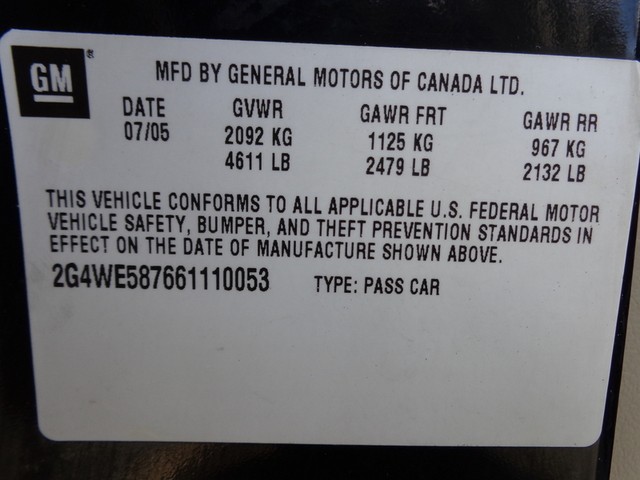 GM ®
MFD BY GENERAL MOTORS OF CANADA LTD.
DATE GVWR GAWR FRT GAWR RR
07/05 2092 KG 1125 KG 967 KG
4611 LB 2479 LB 2132 LB
THIS VEHICLE CONFORMS TO ALL APPLICABLE U.S. FEDERAL MOTOR
VEHICLE SAFETY, BUMPER, AND THEFT PREVENTION STANDARDS IN
EFFECT ON THE DATE OF MANUFACTURE SHOWN ABOVE.
2G4WE587661110053 TYPE: PASS CAR